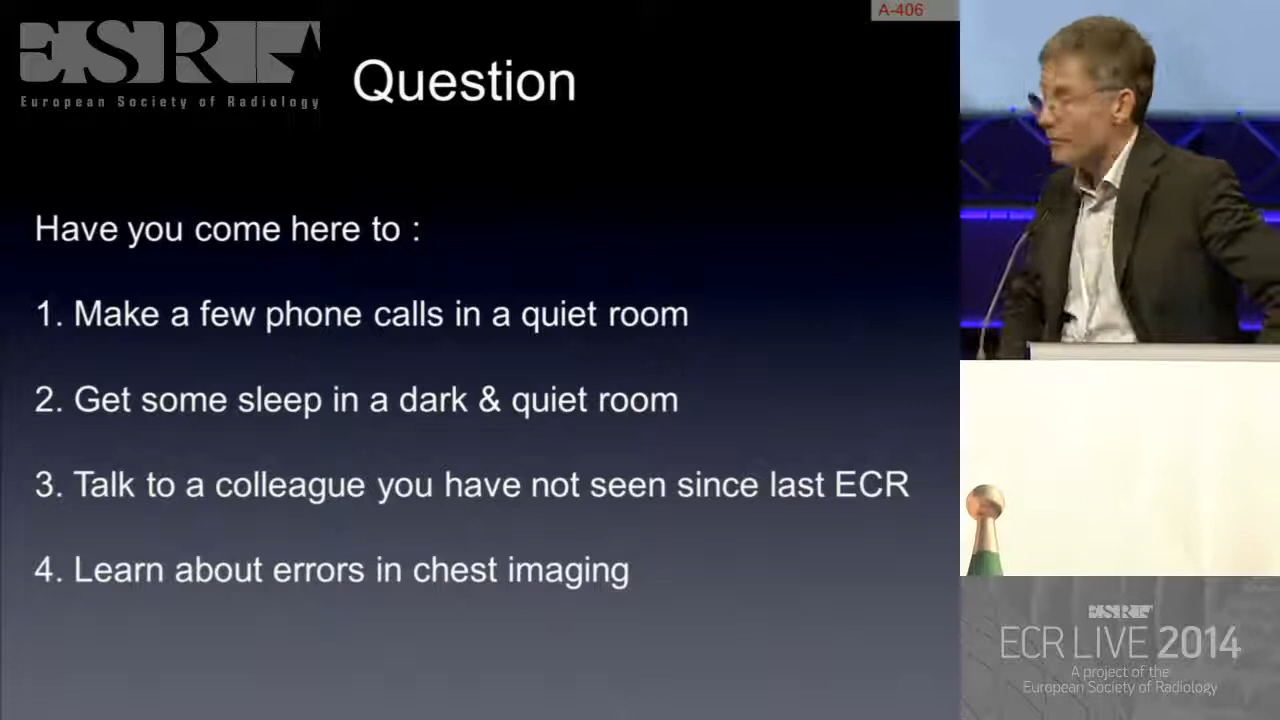 A-406
ESR
European Society of Radiology
Question
Have you come here to :
1. Make a few phone calls in a quiet room
2. Get some sleep in a dark & quiet room
3. Talk to a colleague you have not seen since last ECR
4. Learn about errors in chest imaging
ESR
ECR LIVE 2014
A project of the
European Society of Radiology